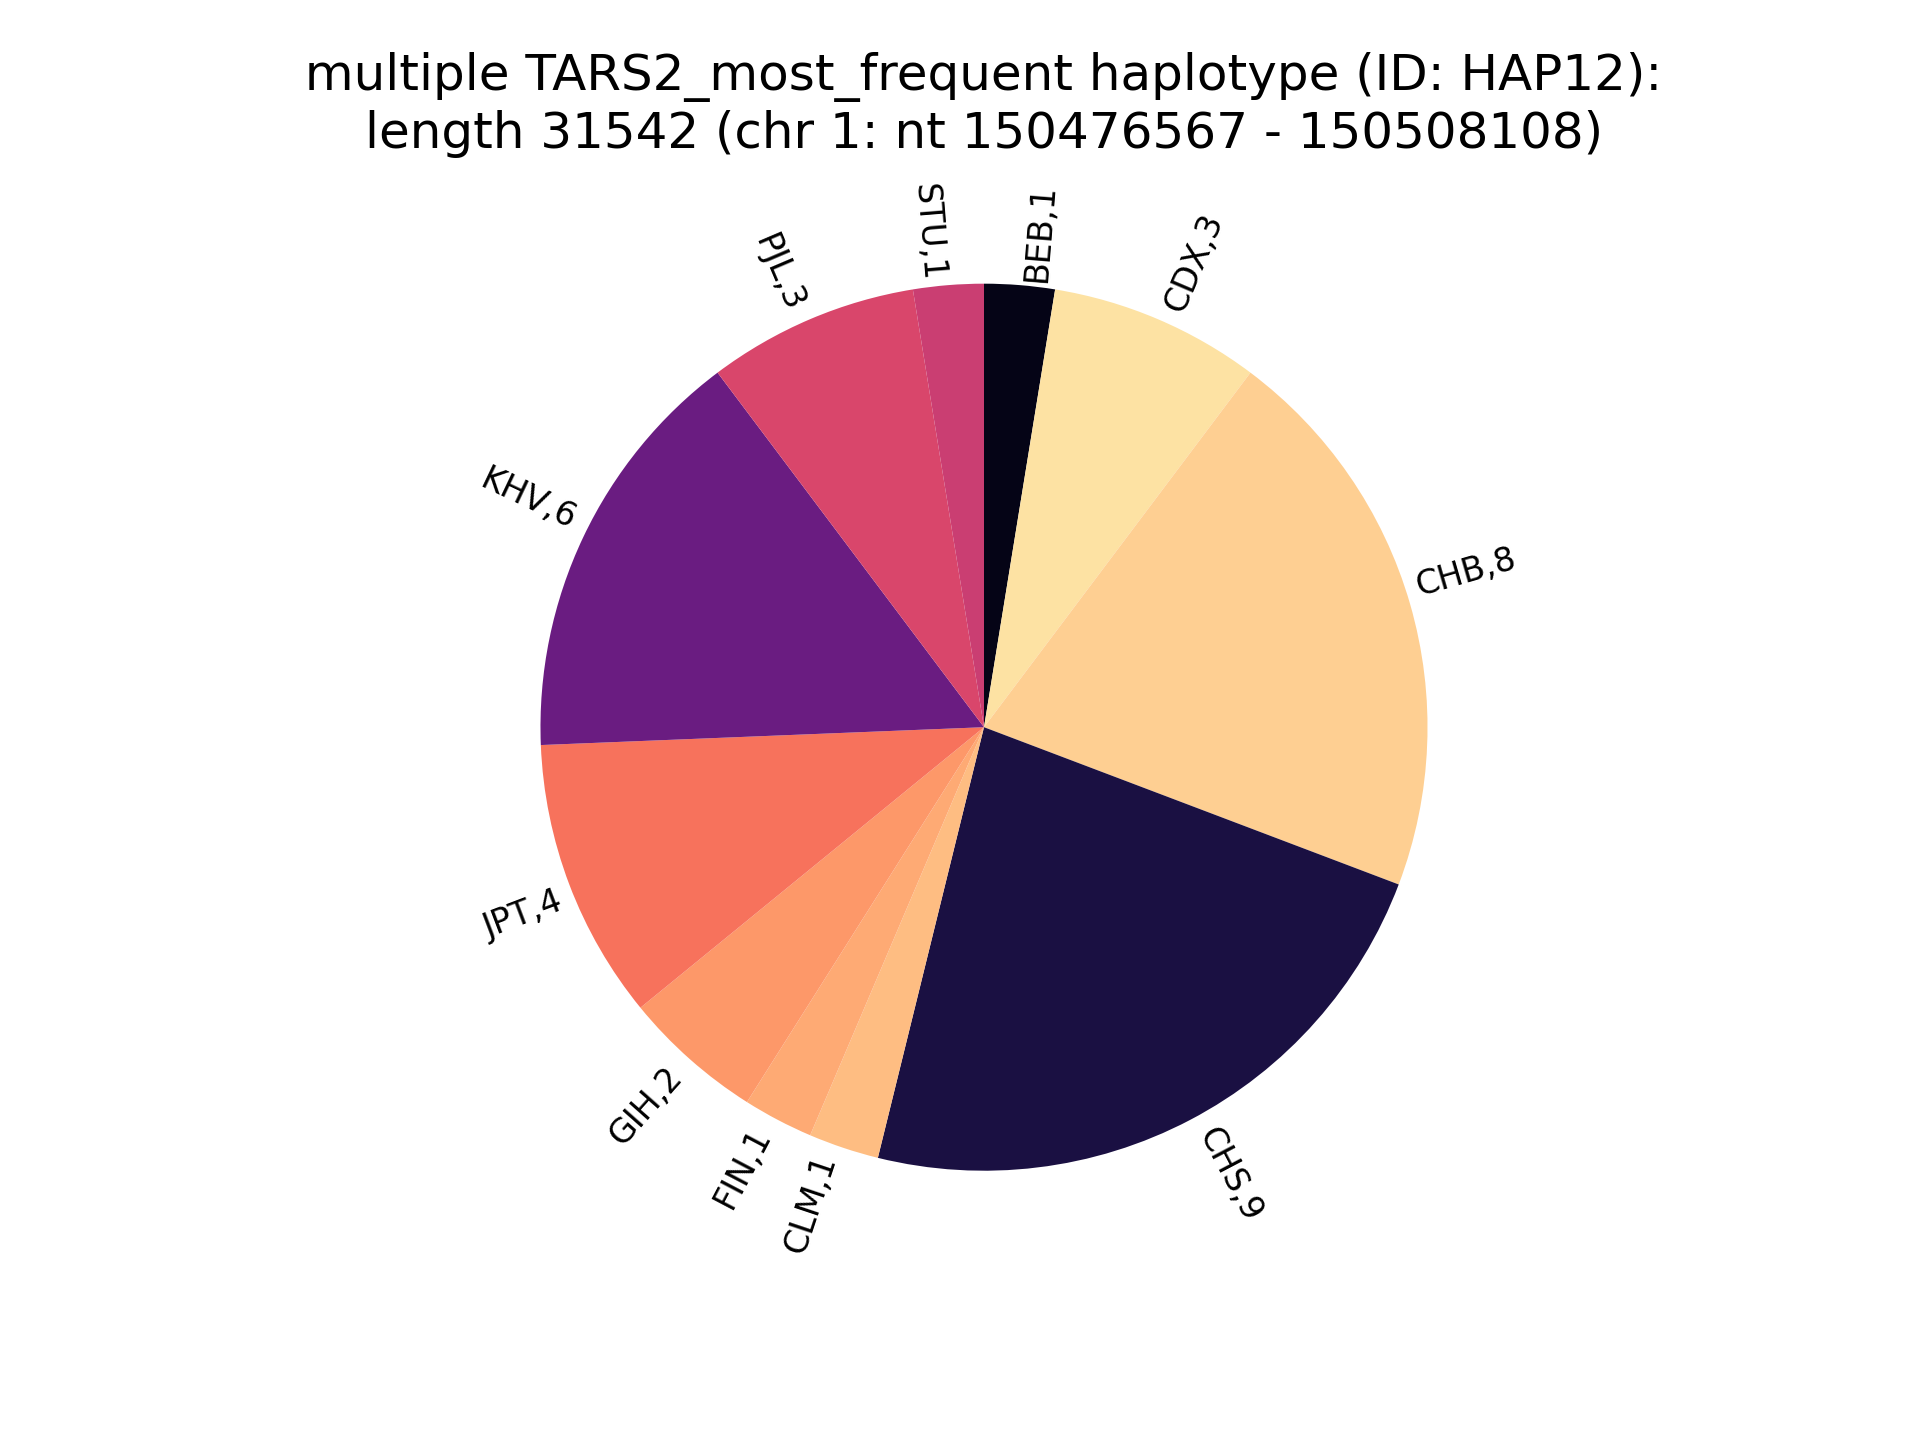 multiple TARS2_most_frequent haplotype (ID: HAP12):
length 31542 (chr 1: nt 150476567 - 150508108)
STU,1
BEB,1
PJL,3
CDX,3
KHV,6
CHB,8
JPT,4
GIH,2
FIN,1
CLM,1
CHS,9